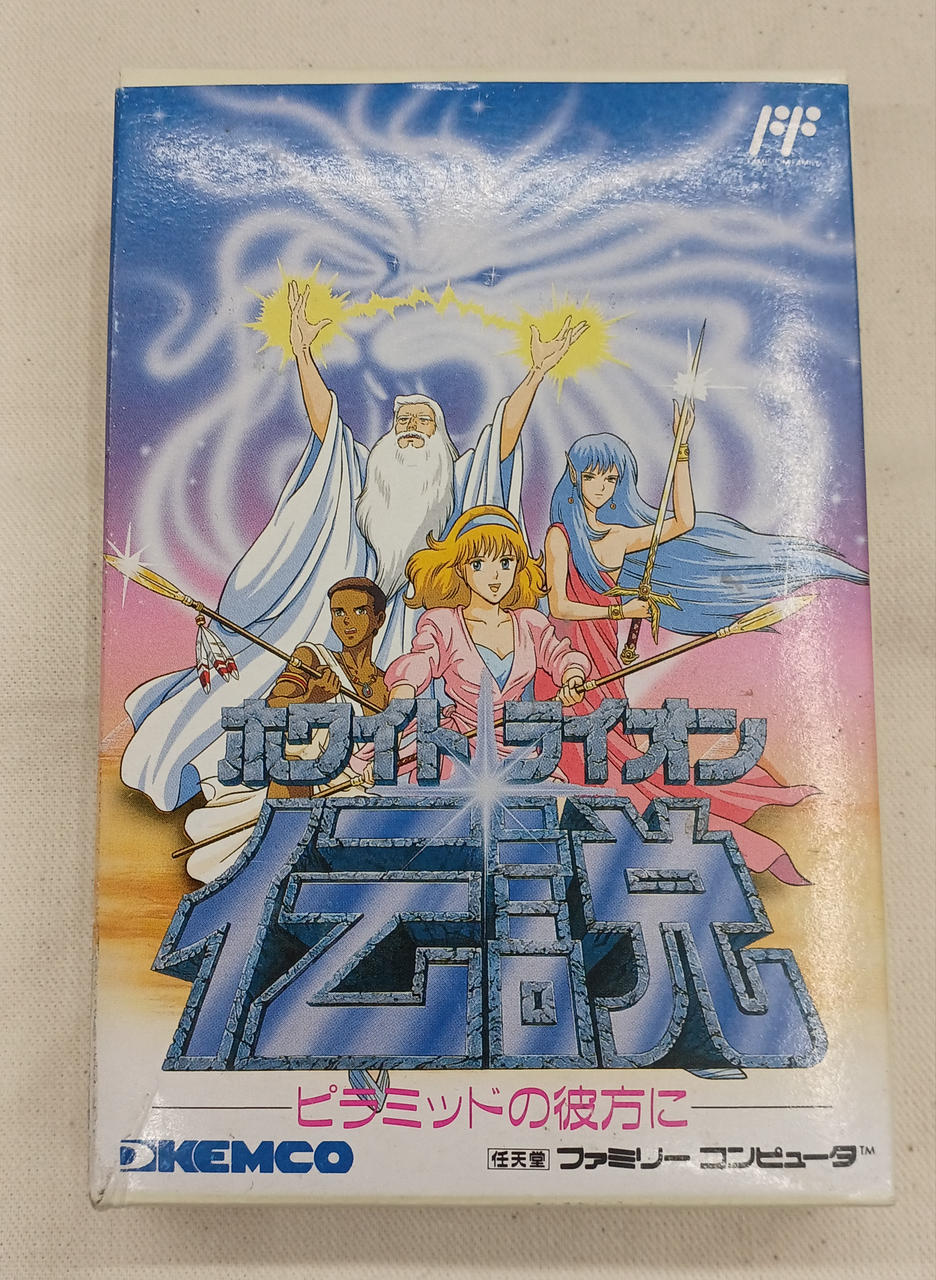 FF
ホワイトライオン
伝説
ピラミッドの彼方に
KEMCO
任天堂 ファミリー コンピュータ™